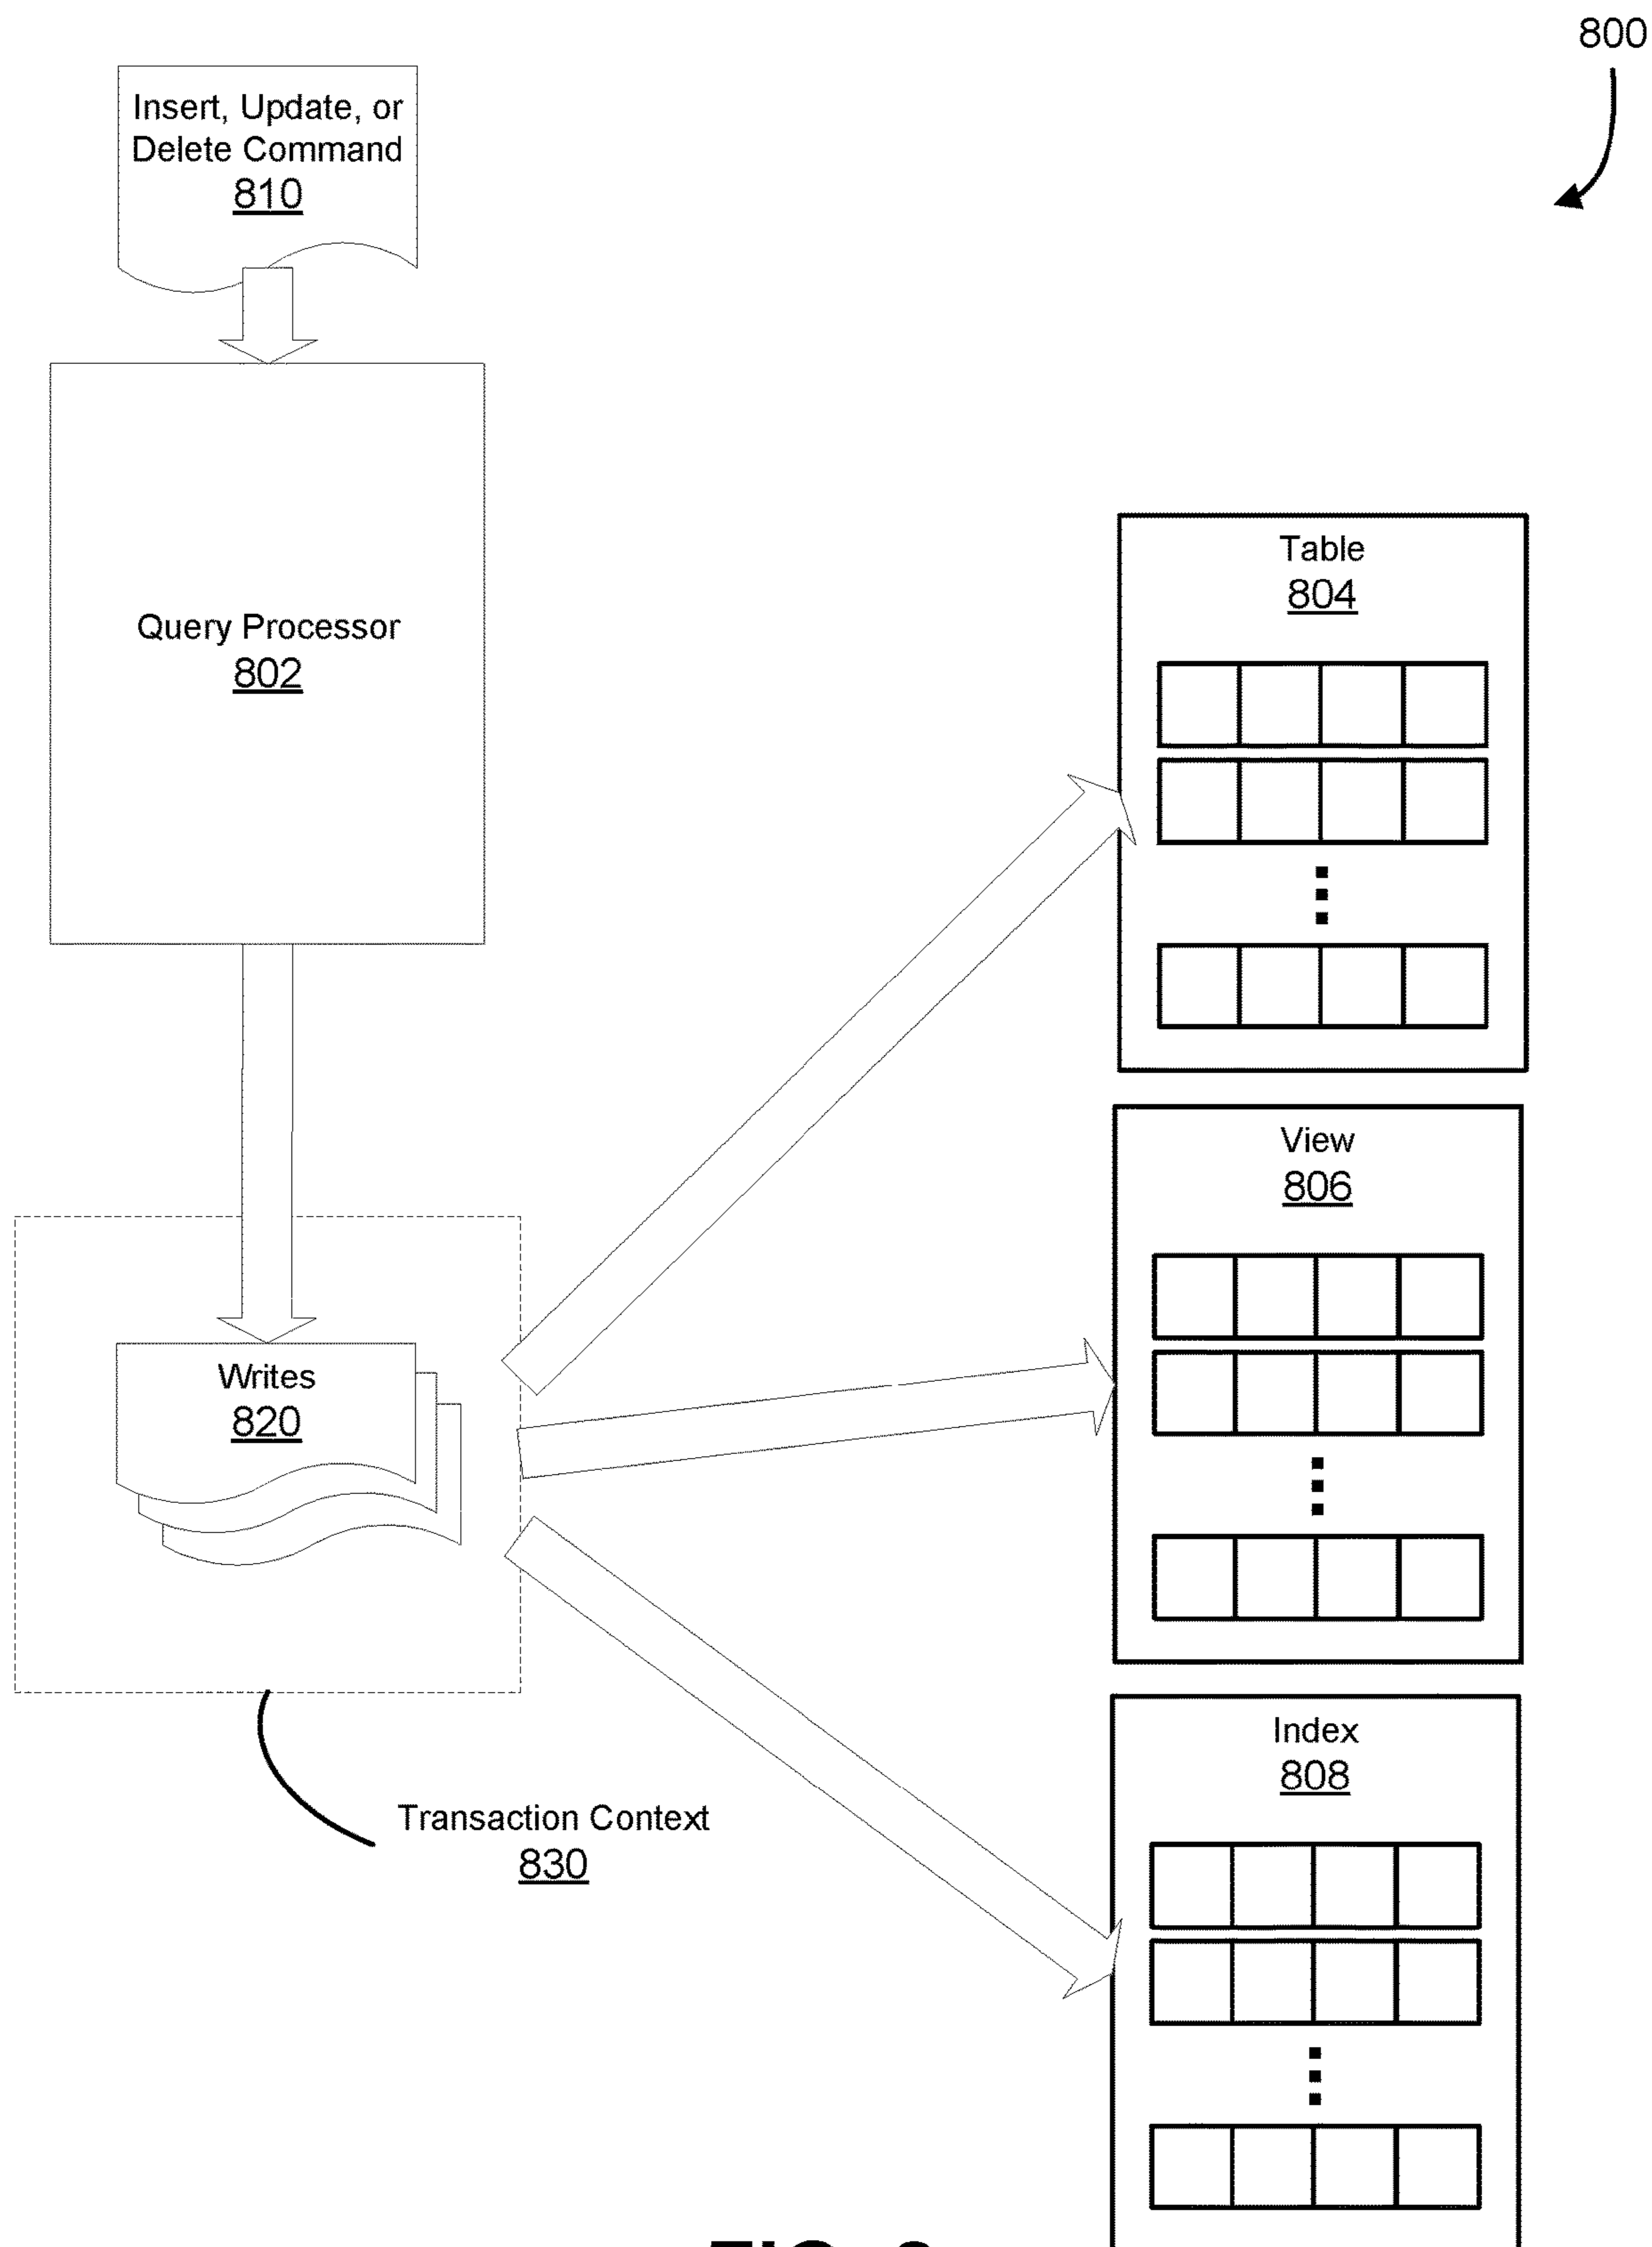 800
Insert, Update, or
Delete Command
810
Query Processor
802
Table
804
View
806
Writes
820
Index
808
Transaction Context
830